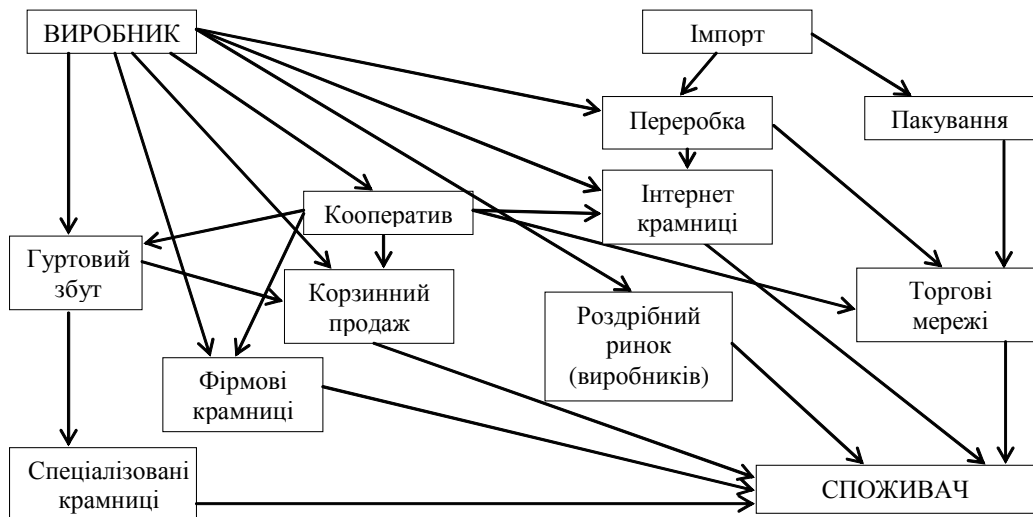 ВИРОБНИК
Імпорт
Переробка
Пакування
Кооператив
Інтернет
крамниці
Гуртовий
збут
Корзинний
продаж
Роздрібний
ринок
(виробників)
Торгові
мережі
Фірмові
крамниці
Спеціалізовані
крамниці
СПОЖИВАЧ